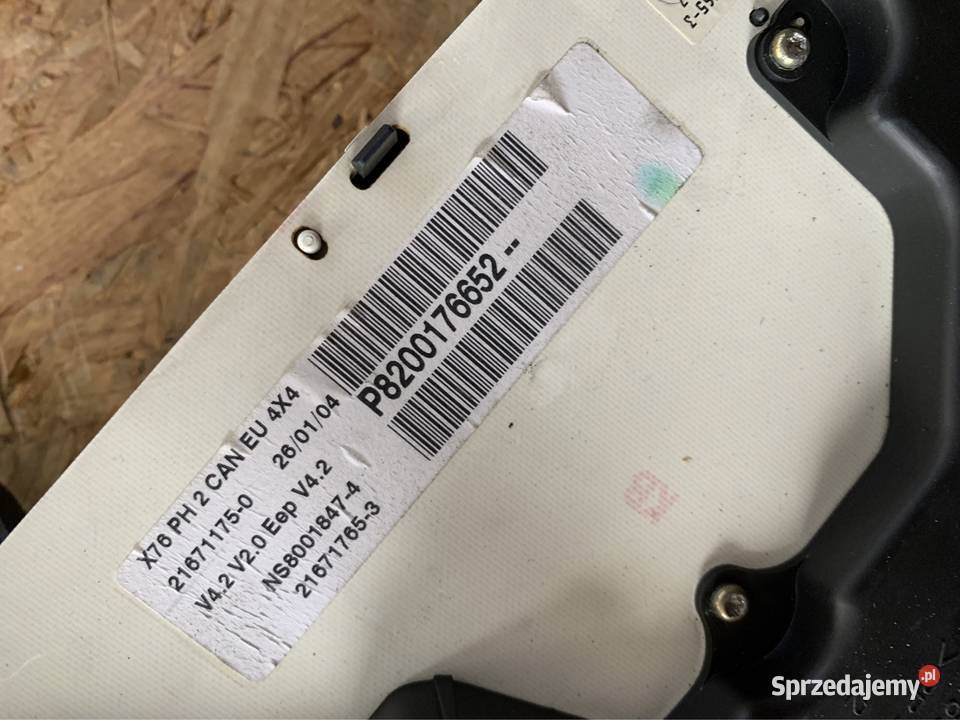 P8200176652 --
X76 PH 2 CAN EU 4X4
21671175-0 26/01/04
V4.2 V2.0 Eep V4.2
NS8001847-4
21671765-3
Sprzedajemy.pl